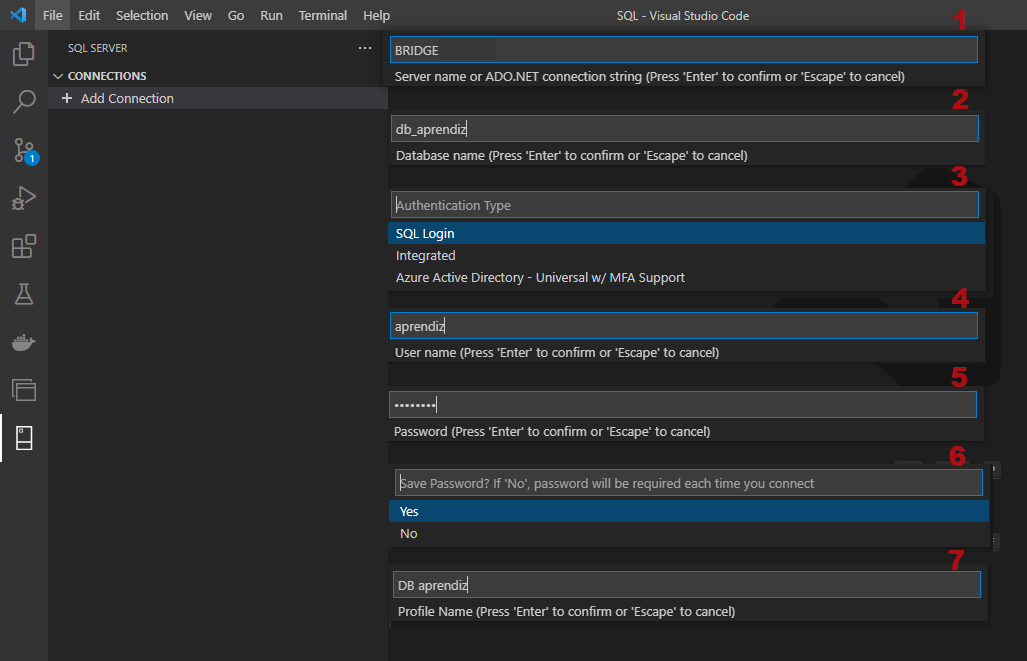 File Edit Selection View Go Run Terminal Help SQL - Visual Studio Code
SQL SERVER ...
CONNECTIONS
+ Add Connection
1
1
BRIDGE
Server name or ADO.NET connection string (Press 'Enter' to confirm or 'Escape' to cancel)
2
db_aprendiz
Database name (Press 'Enter' to confirm or 'Escape' to cancel)
3
Authentication Type
SQL Login
Integrated
Azure Active Directory - Universal w/ MFA Support
4
aprendiz
User name (Press 'Enter' to confirm or 'Escape' to cancel)
5
••••••••
Password (Press 'Enter' to confirm or 'Escape' to cancel)
6
Save Password? If 'No', password will be required each time you connect
Yes
No
7
DB aprendiz
Profile Name (Press 'Enter' to confirm or 'Escape' to cancel)